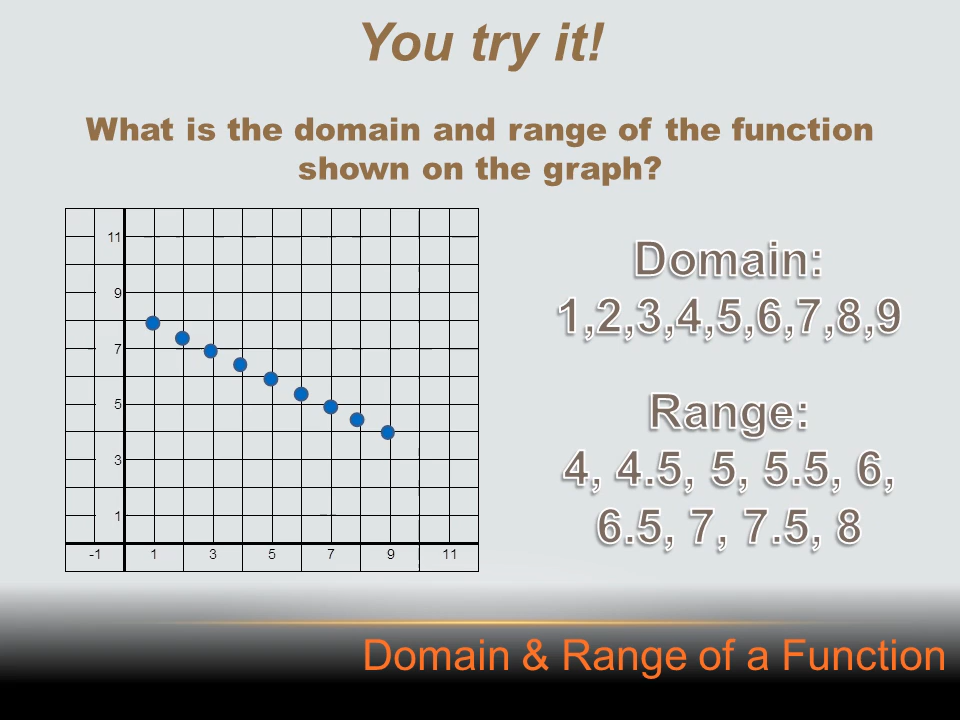 You try it!
What is the domain and range of the function
shown on the graph?
11
9
7
5
3
1
-1 1 3 5 7 9 11
Domain:
1,2,3,4,5,6,7,8,9
Range:
4, 4.5, 5, 5.5, 6,
6.5, 7, 7.5, 8
Domain & Range of a Function